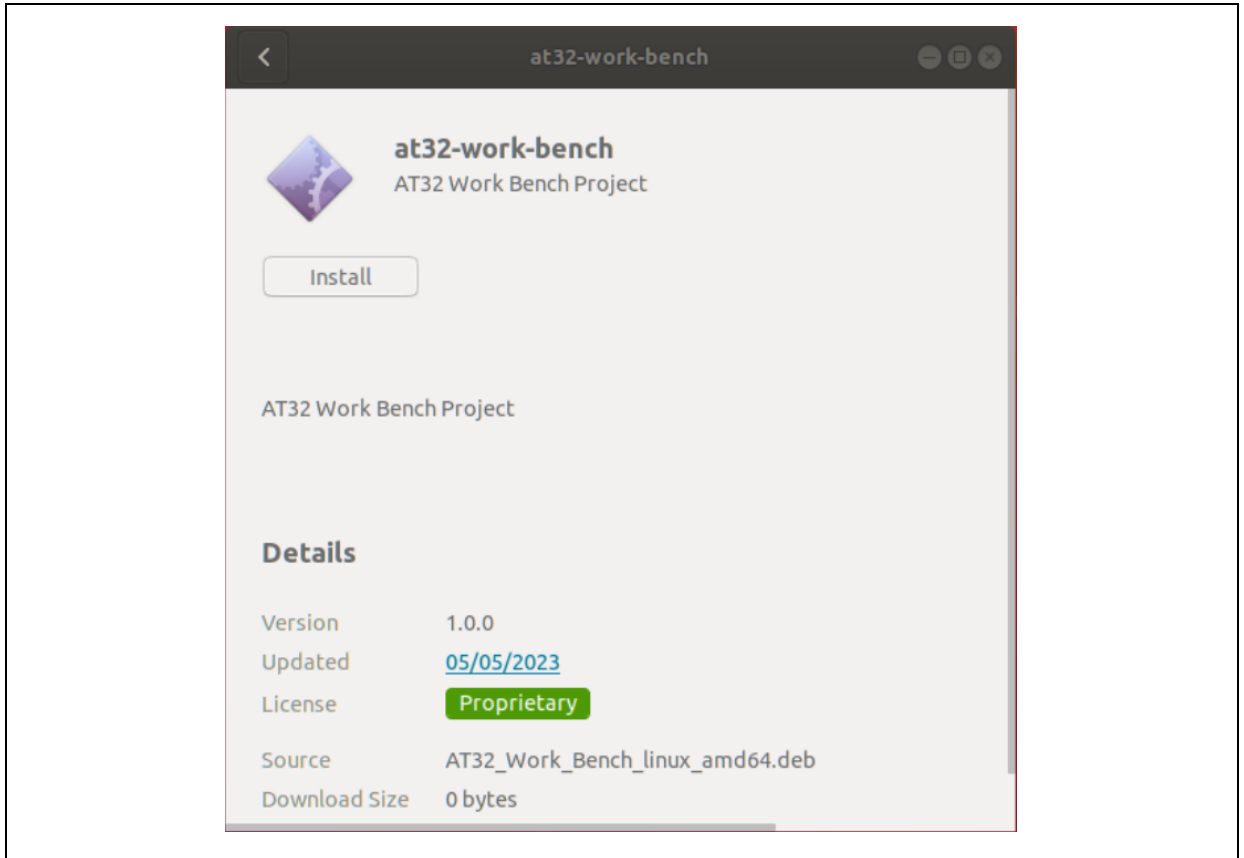 at32-work-bench
at32-work-bench
AT32 Work Bench Project
Install
AT32 Work Bench Project
Details
Version 1.0.0
Updated 05/05/2023
License Proprietary
Source AT32_Work_Bench_linux_amd64.deb
Download Size 0 bytes